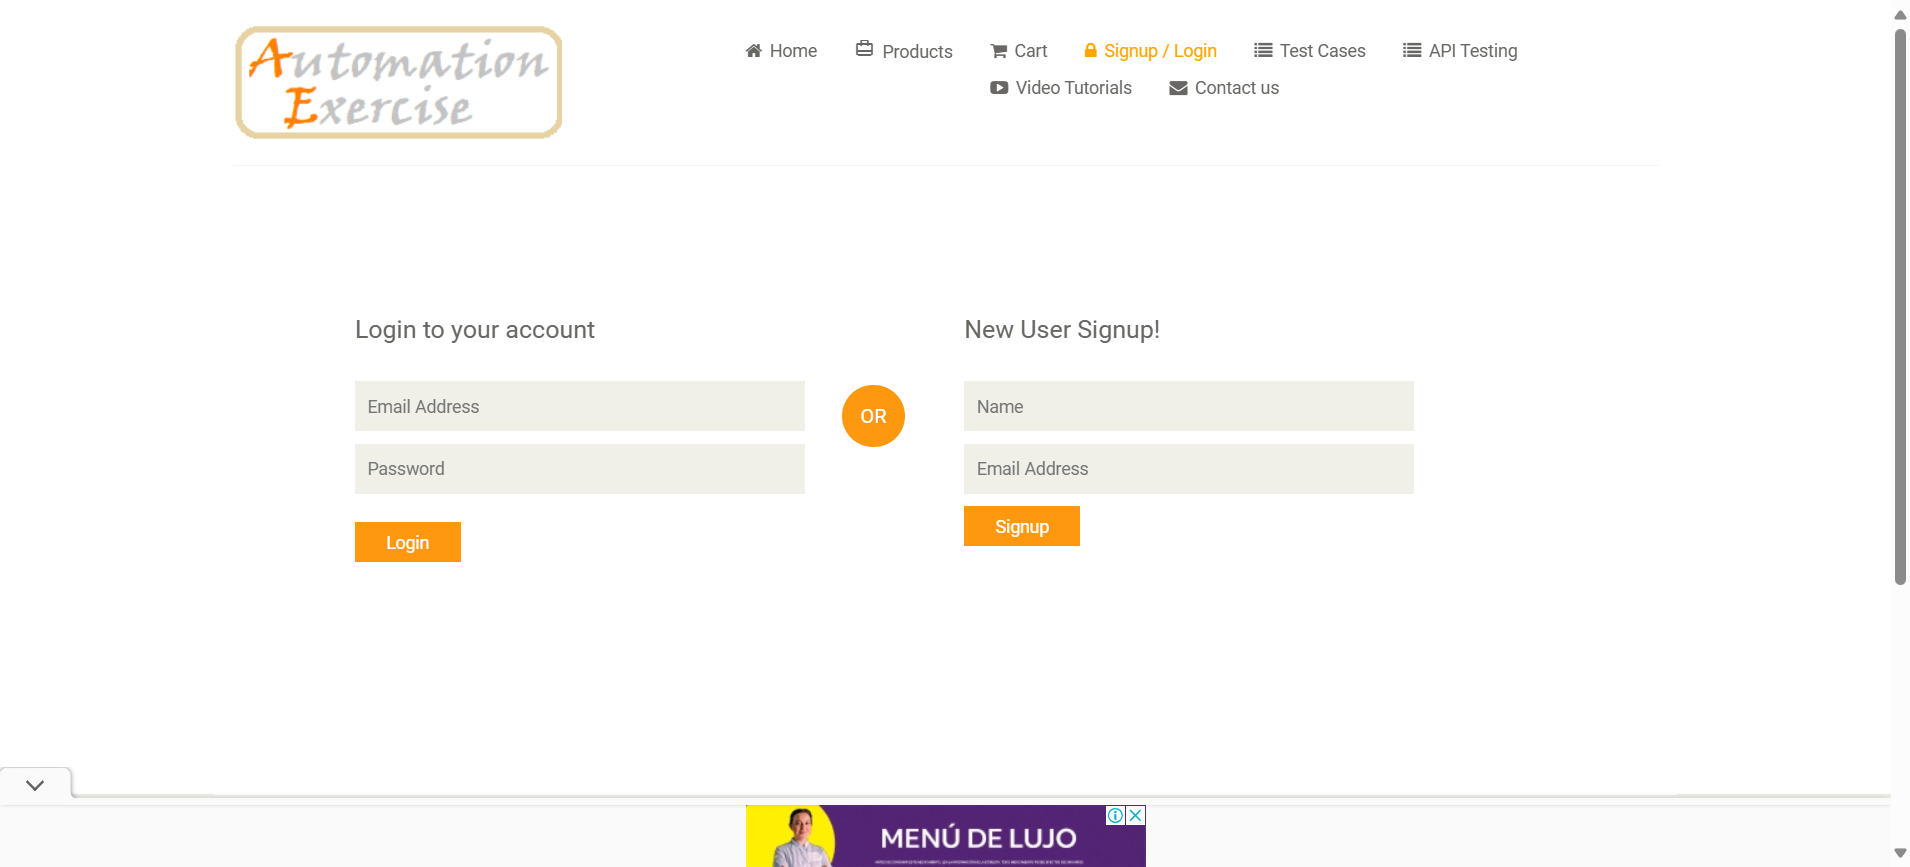 Automation
Exercise
Home
Products
Cart
Signup / Login
Test Cases
API Testing
Video Tutorials
Contact us
Login to your account
New User Signup!
Email Address
OR
Name
Password
Email Address
Login
Signup
MENÚ DE LUJO